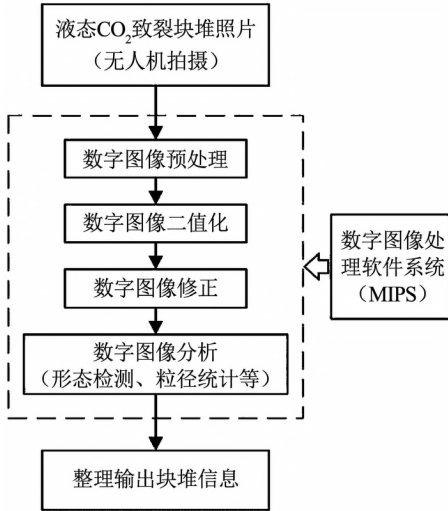 液态CO₂致裂块堆照片
（无人机拍摄）
数字图像预处理
数字图像二值化
数字图像修正
数字图像分析
（形态检测、粒径统计等）
数字图像处
理软件系统
（MIPS）
整理输出块堆信息